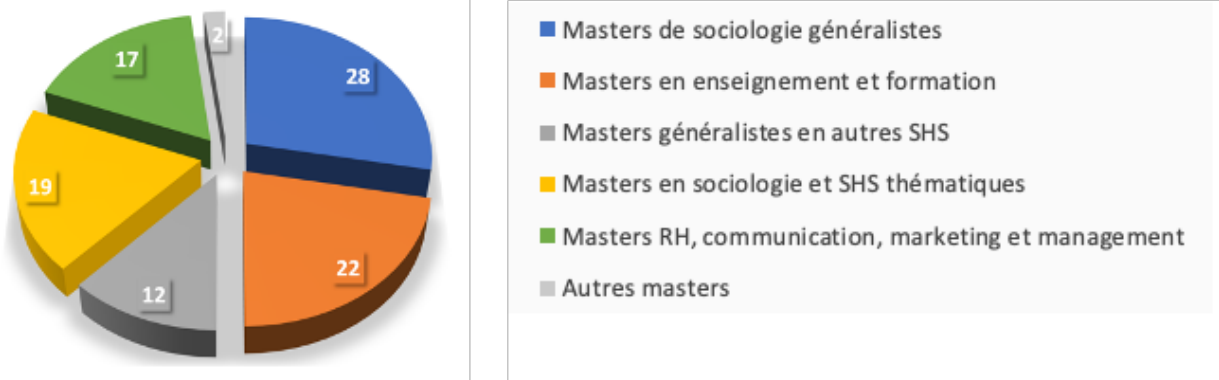 28
22
12
19
17
2
Masters de sociologie généralistes
Masters en enseignement et formation
Masters généralistes en autres SHS
Masters en sociologie et SHS thématiques
Masters RH, communication, marketing et management
Autres masters